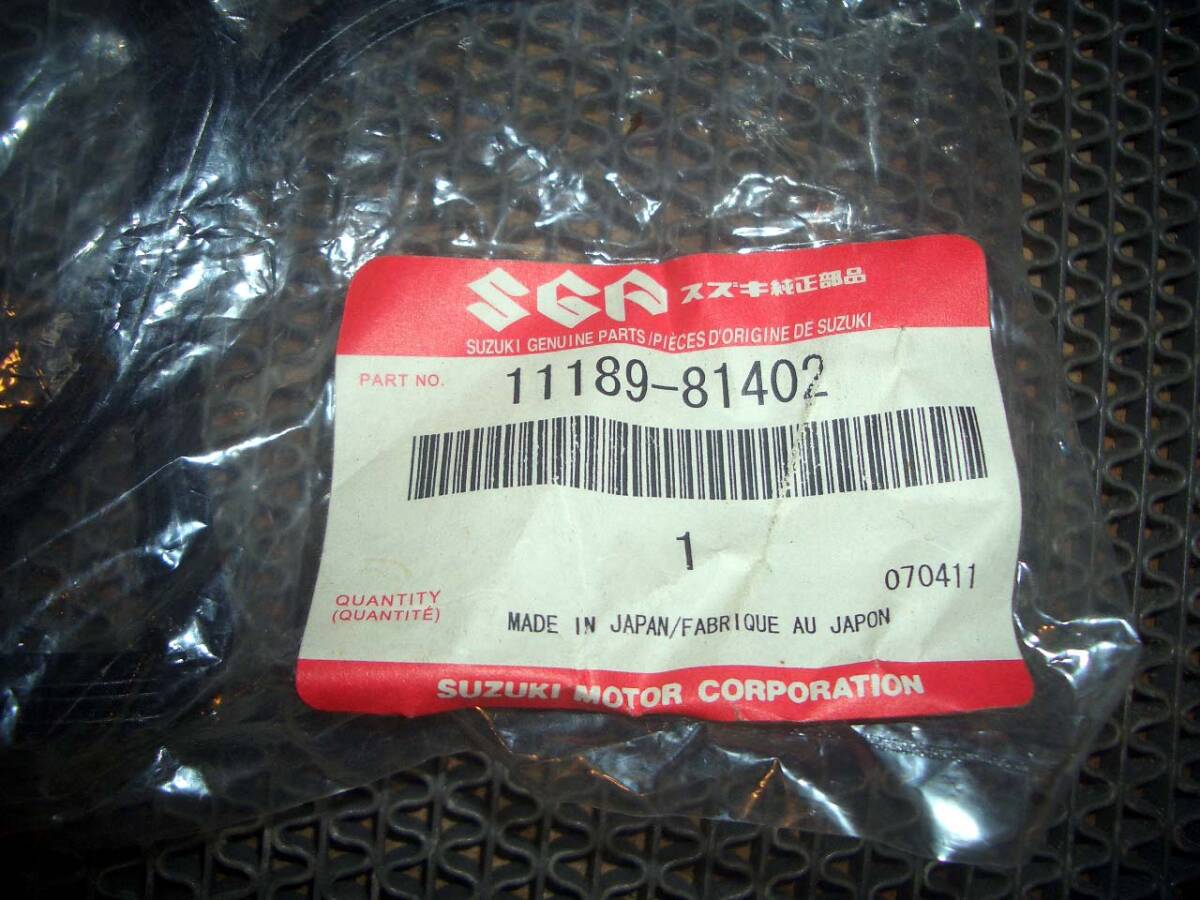 SGP スズキ純正部品
SUZUKI GENUINE PARTS/PIÈCES D'ORIGINE DE SUZUKI
PART NO. 11189-81402
1
070411
QUANTITY
(QUANTITÉ)
MADE IN JAPAN/FABRIQUE AU JAPON
SUZUKI MOTOR CORPORATION